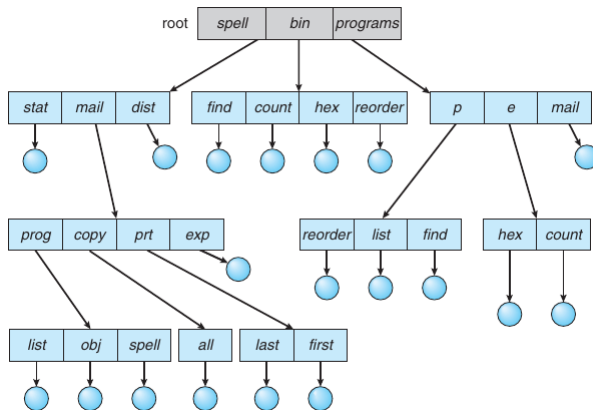 root spell bin programs
stat mail dist find count hex reorder p e mail
prog copy prt exp reorder list find hex count
list obj spell all last first